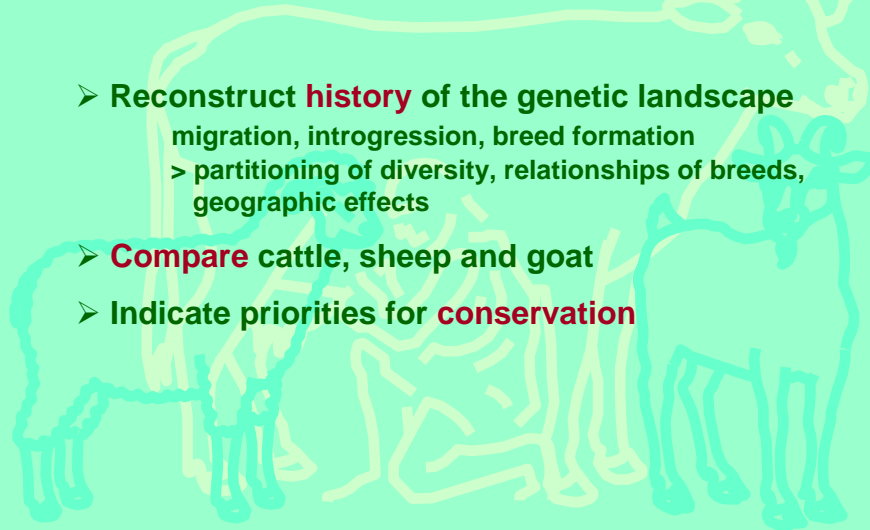 ➢ Reconstruct history of the genetic landscape
migration, introgression, breed formation
> partitioning of diversity, relationships of breeds,
geographic effects
➢ Compare cattle, sheep and goat
➢ Indicate priorities for conservation